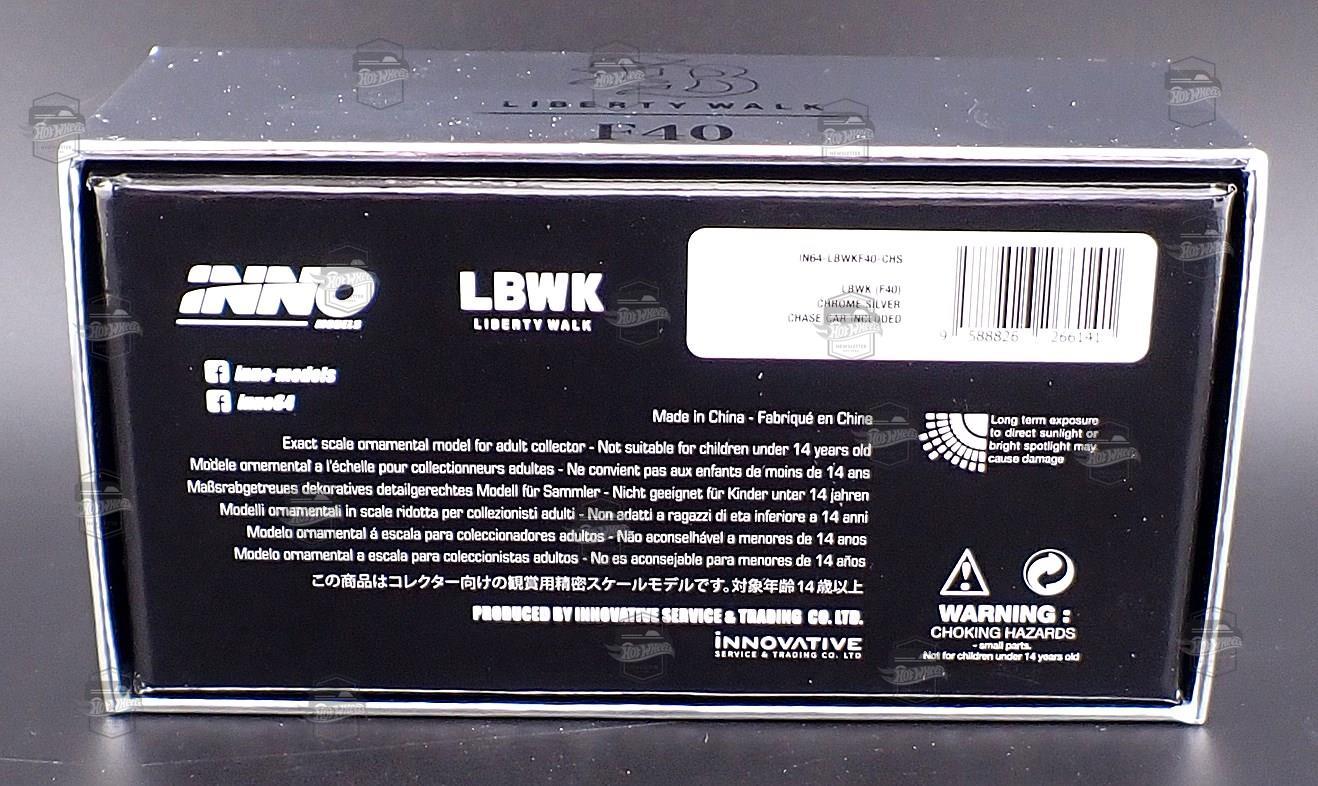 LB
LIBERTY WALK
F40
INNO
MODELS
LBWK
LIBERTY WALK
IN64-LBWKF40-CHS
LBWK (F40)
CHROME SILVER
CHASE CAR INCLUDED
9 588826 266141
inno-models
inno64
Made in China - Fabriqué en Chine
Long term exposure
to direct sunlight or
bright spotlight may
cause damage
Exact scale ornamental model for adult collector - Not suitable for children under 14 years old
Modele ornemental a l'échelle pour collectionneurs adultes - Ne convient pas aux enfants de moins de 14 ans
Maßsrabgetreues dekoratives detailgerechtes Modell für Sammler - Nicht geeignet für Kinder unter 14 jahren
Modelli ornamentali in scale ridotta per collezionisti adulti - Non adatti a ragazzi di eta inferiore a 14 anni
Modelo ornamental á escala para coleccionadores adultos - Não aconselhável a menores de 14 anos
Modelo ornamental a escala para coleccionistas adultos - No es aconsejable para menores de 14 años
この商品はコレクター向けの観賞用精密スケールモデルです。対象年齢14歳以上
PRODUCED BY INNOVATIVE SERVICE & TRADING CO. LTD.
INNOVATIVE
SERVICE & TRADING CO. LTD
WARNING :
CHOKING HAZARDS
- small parts.
Not for children under 14 years old
Hot Wheels
NEWSLETTER